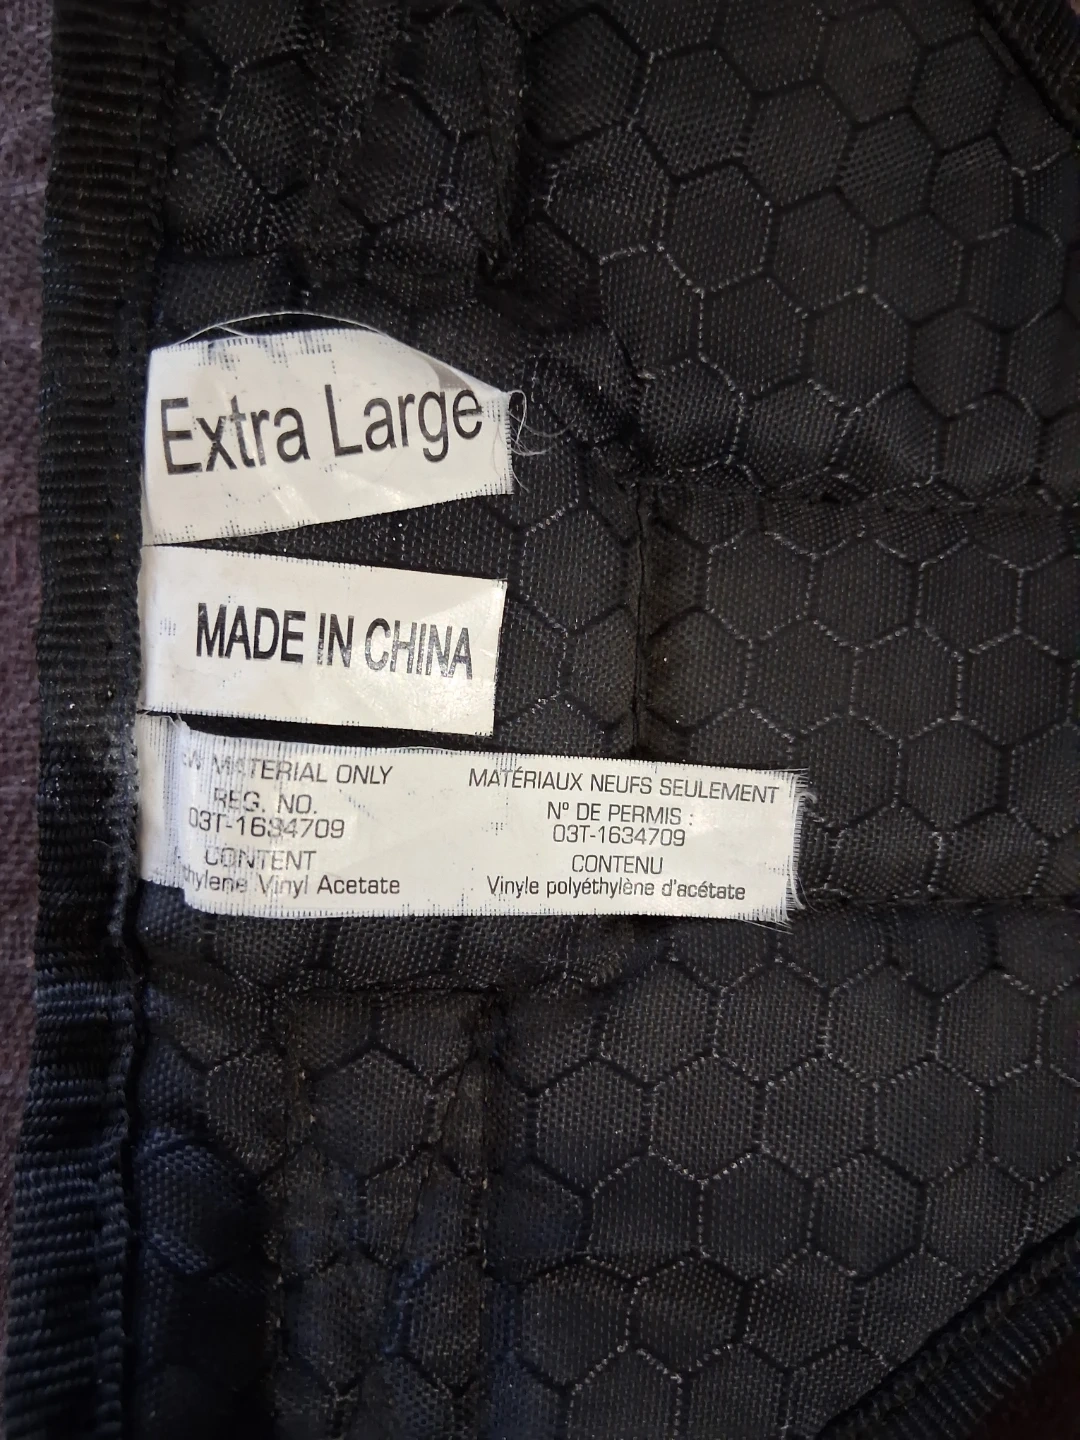 Extra Large
MADE IN CHINA
MATERIAL ONLY
REG. NO.
03T-1634709
CONTENT
Vinyl Acetate
MATÉRIAUX NEUFS SEULEMENT
Nº DE PERMIS :
03T-1634709
CONTENU
Vinyle polyéthylène d'acétate